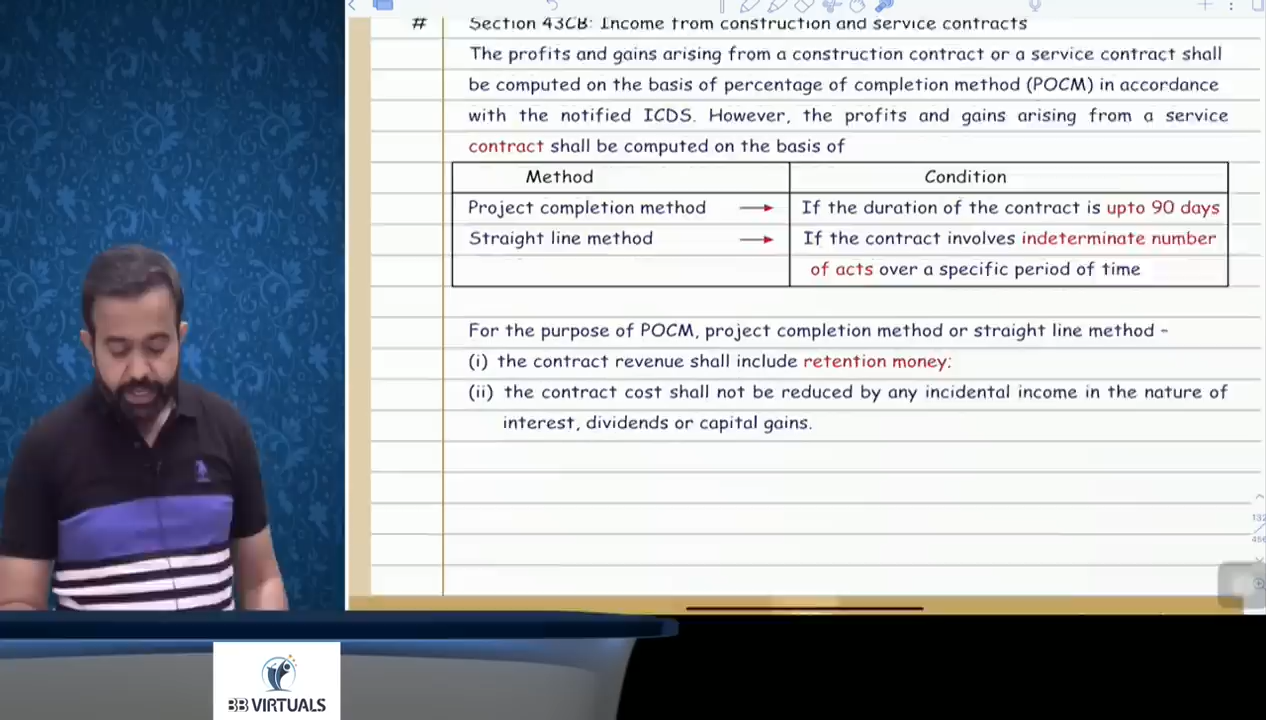 # Section 43CB: Income from construction and service contracts
The profits and gains arising from a construction contract or a service contract shall
be computed on the basis of percentage of completion method (POCM) in accordance
with the notified ICDS. However, the profits and gains arising from a service
contract shall be computed on the basis of
Method Condition
Project completion method → If the duration of the contract is upto 90 days
Straight line method → If the contract involves indeterminate number
of acts over a specific period of time
For the purpose of POCM, project completion method or straight line method -
(i) the contract revenue shall include retention money;
(ii) the contract cost shall not be reduced by any incidental income in the nature of
interest, dividends or capital gains.
132
BB VIRTUALS